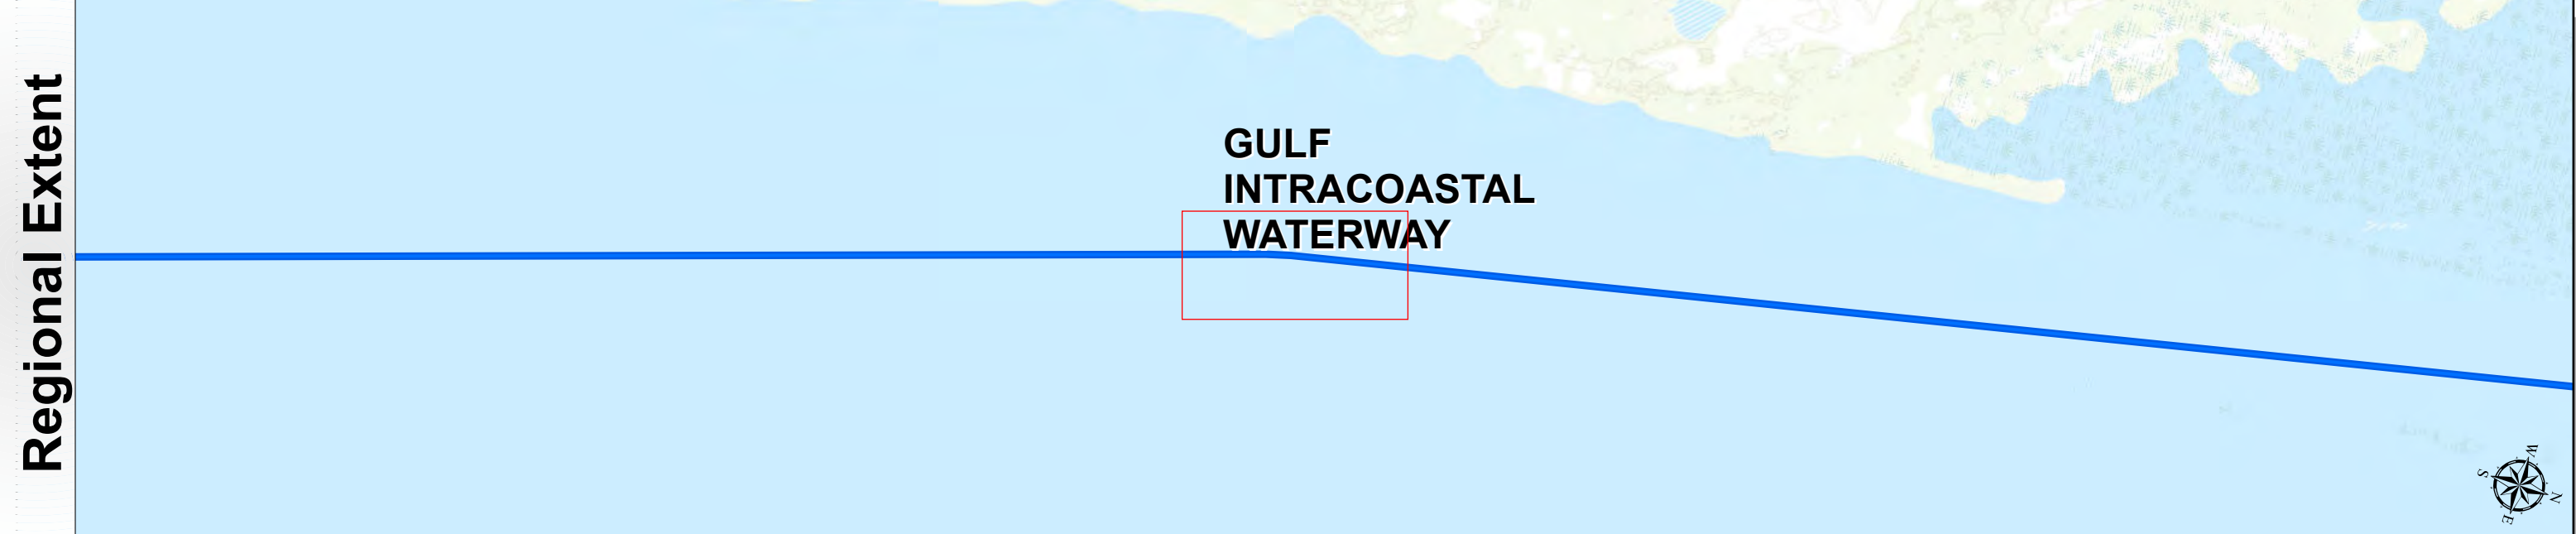 Regional Extent
GULF
INTRACOASTAL
WATERWAY
W
S
N
E